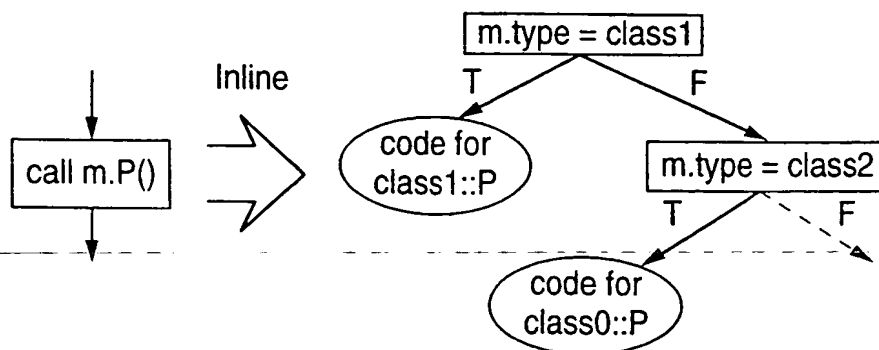 m.type = class1
T
F
Inline
call m.P()
code for
class1::P
m.type = class2
T
F
code for
class0::P